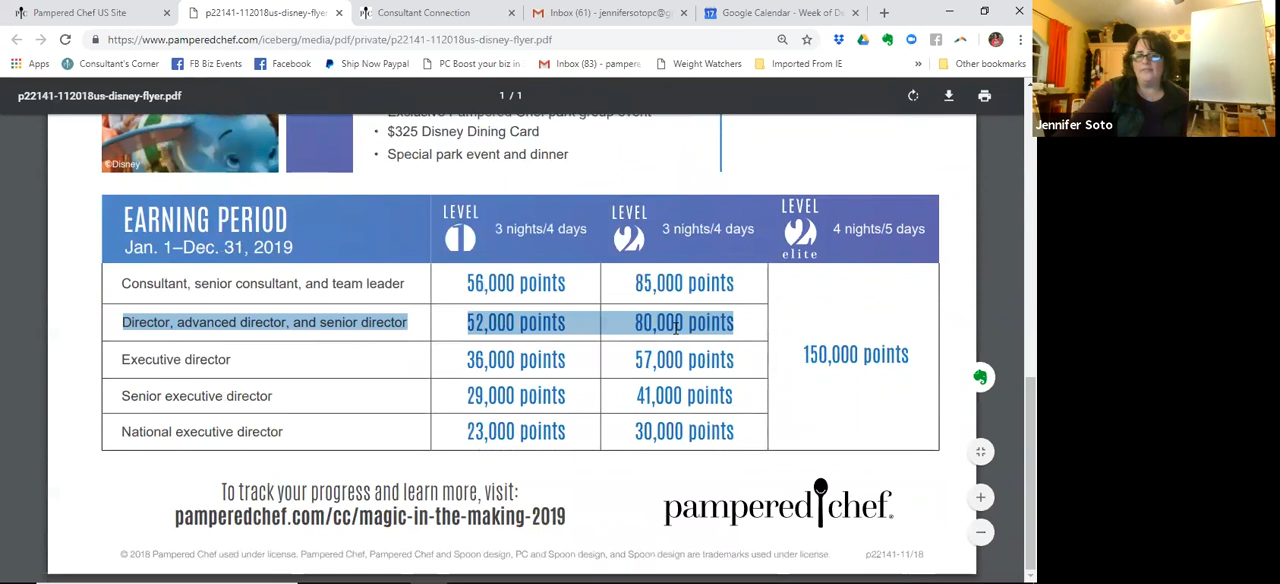 Pampered Chef US Site
p22141-112018us-disney-flyer.pd
Consultant Connection
Inbox (61) - jennifersotopc@g
Google Calendar - Week of D
https://www.pamperedchef.com/iceberg/media/pdf/private/p22141-112018us-disney-flyer.pdf
Apps
Consultant's Corner
FB Biz Events
Facebook
Ship Now Paypal
PC Boost your biz in
Inbox (83) - pampere
Weight Watchers
Imported From IE
»
Other bookmarks
p22141-112018us-disney-flyer.pdf
1 / 1
Jennifer Soto
Exclusive Pampered Chef park group event
• $325 Disney Dining Card
• Special park event and dinner
©Disney
EARNING PERIOD
Jan. 1–Dec. 31, 2019
LEVEL 1
3 nights/4 days
LEVEL 2
3 nights/4 days
LEVEL 2 elite
4 nights/5 days
Consultant, senior consultant, and team leader 56,000 points 85,000 points
Director, advanced director, and senior director 52,000 points 80,000 points
150,000 points
Executive director 36,000 points 57,000 points
Senior executive director 29,000 points 41,000 points
National executive director 23,000 points 30,000 points
To track your progress and learn more, visit:
pamperedchef.com/cc/magic-in-the-making-2019
pampered chef®
© 2018 Pampered Chef used under license. Pampered Chef, Pampered Chef and Spoon design, PC and Spoon design, and Spoon design are trademarks used under license.
p22141-11/18